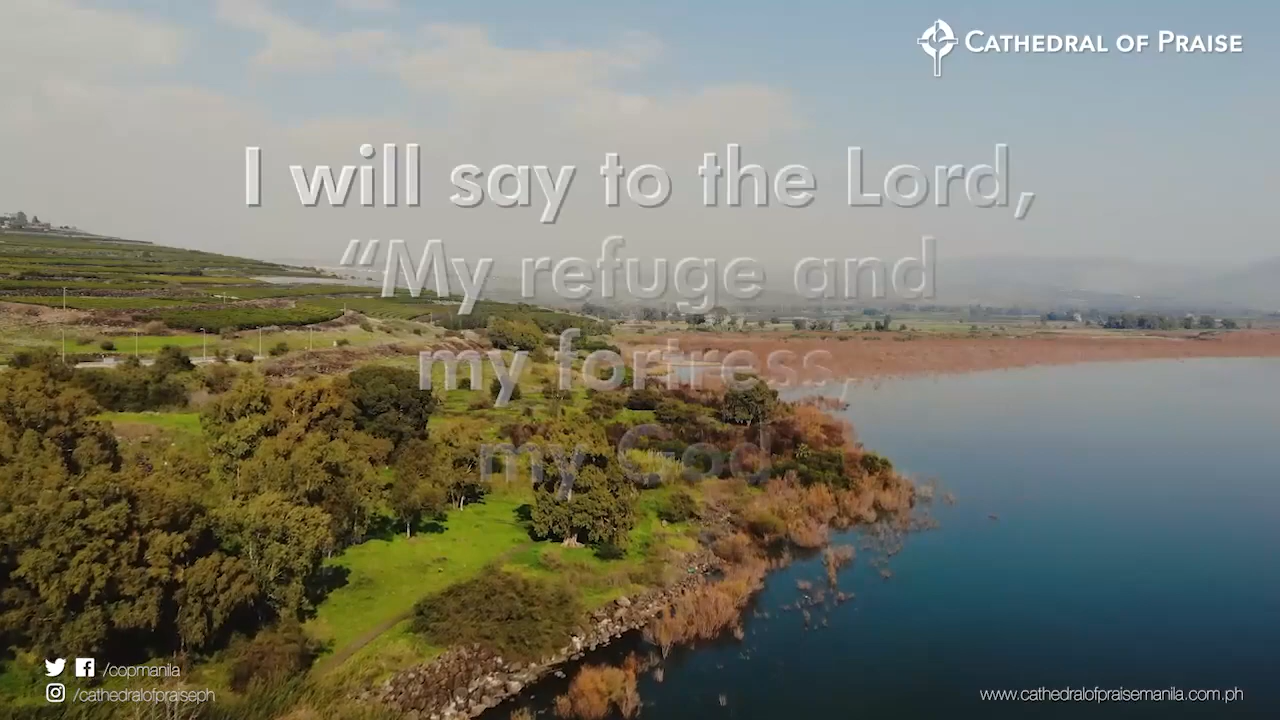 CATHEDRAL OF PRAISE
I will say to the Lord,
“My refuge and
my fortress,
my God
/copmanila
/cathedralofpraiseph
www.cathedralofpraisemanila.com.ph